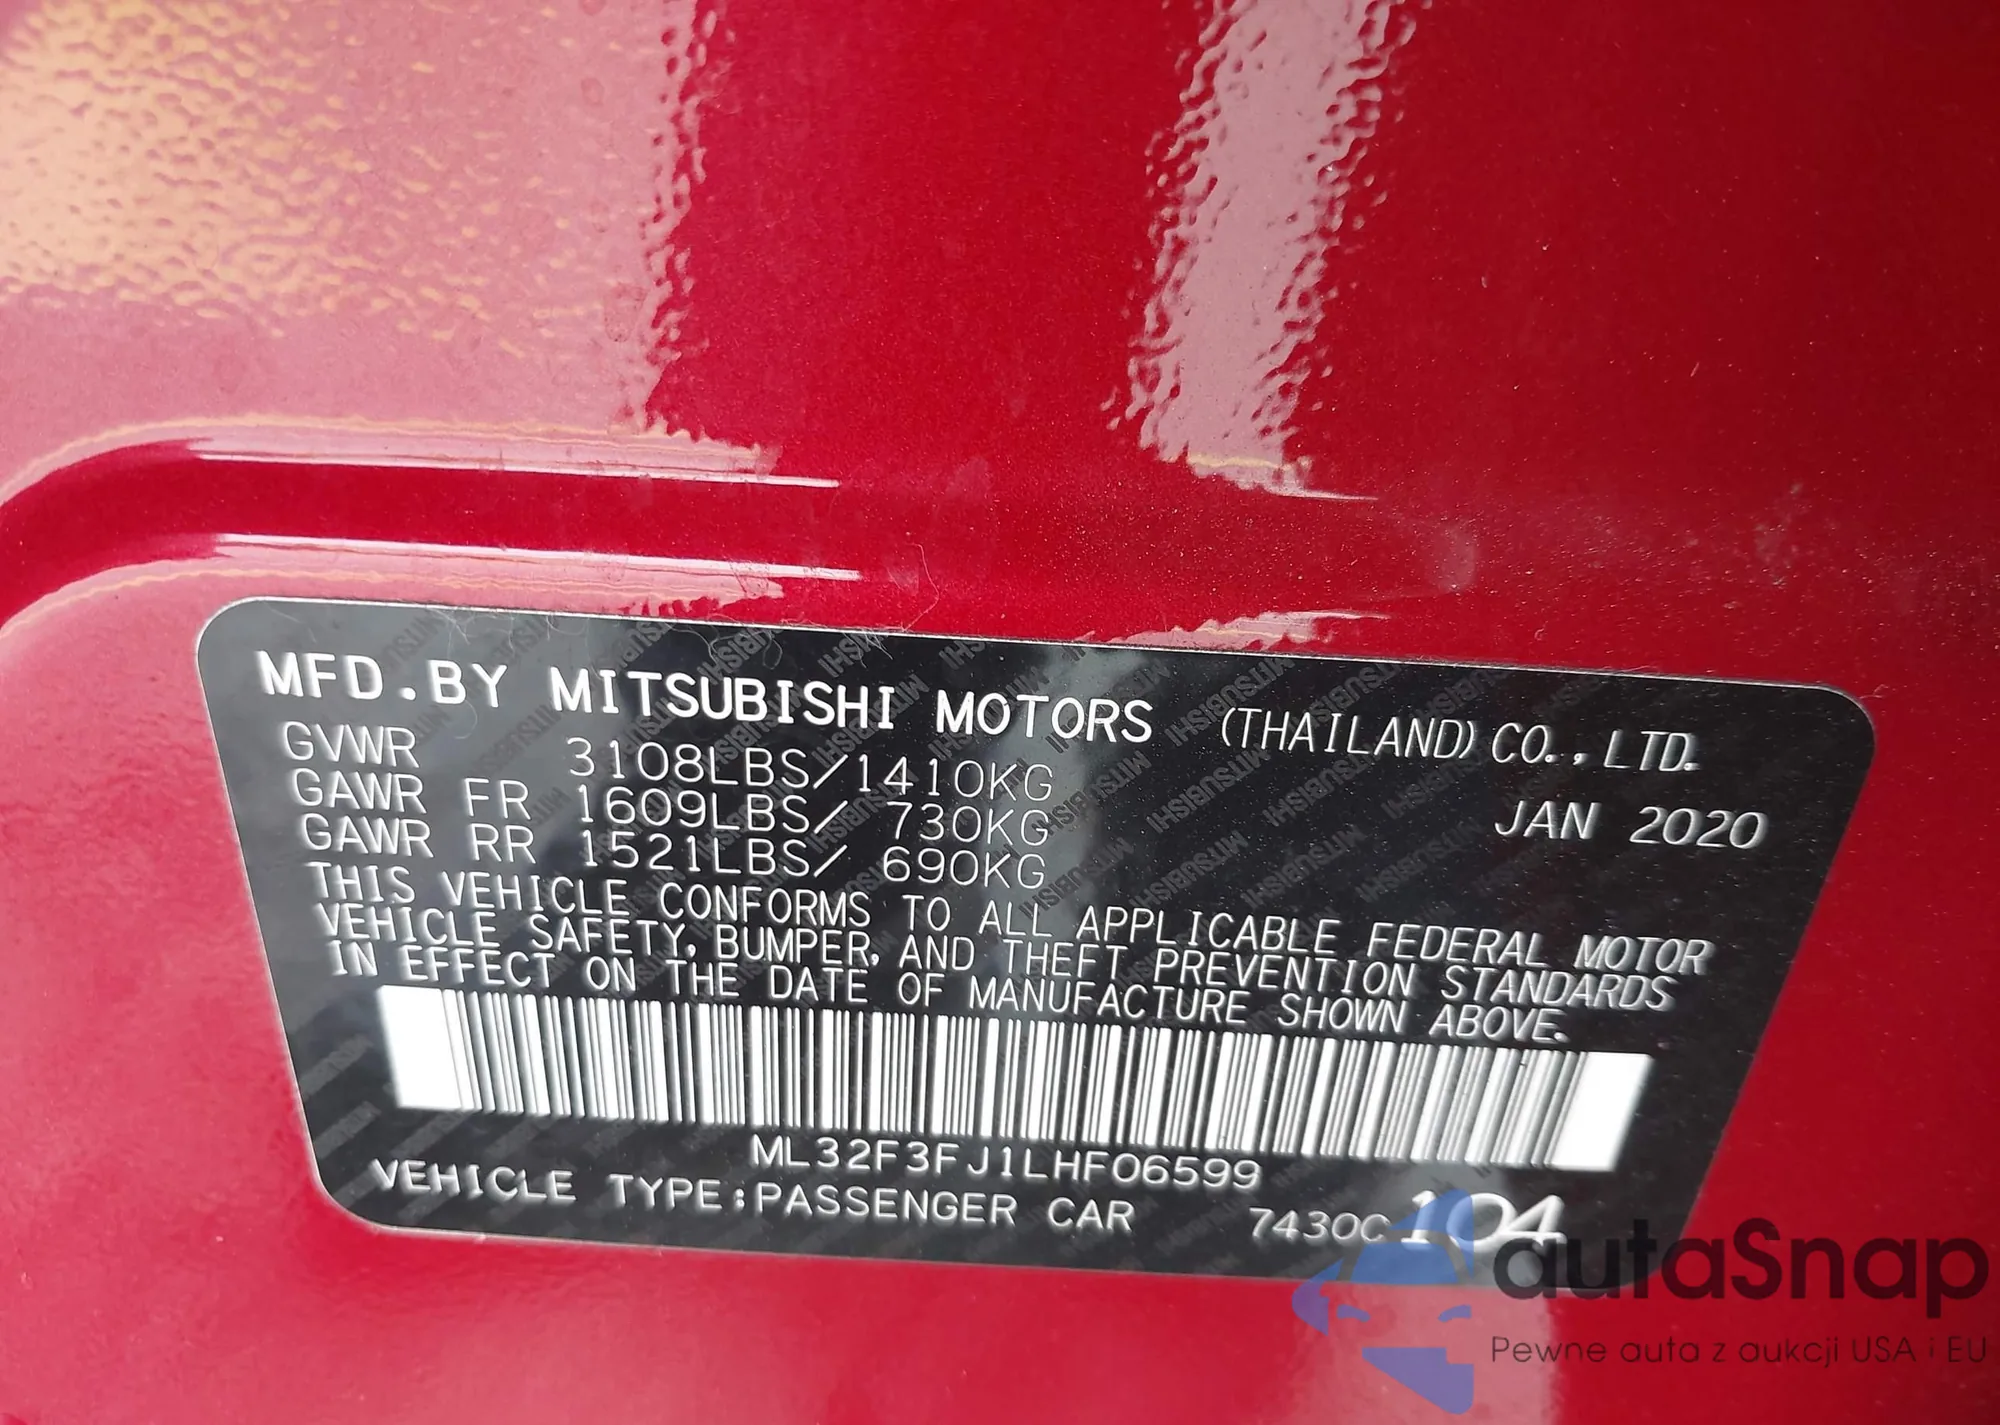 MFD.BY MITSUBISHI MOTORS (THAILAND) CO., LTD.
GVWR 3108LBS/1410KG
GAWR FR 1609LBS/ 730KG JAN 2020
GAWR RR 1521LBS/ 690KG
THIS VEHICLE CONFORMS TO ALL APPLICABLE FEDERAL MOTOR
VEHICLE SAFETY, BUMPER, AND THEFT PREVENTION STANDARDS
IN EFFECT ON THE DATE OF MANUFACTURE SHOWN ABOVE.
ML32F3FJ1LHF06599
VEHICLE TYPE:PASSENGER CAR 7430C104
autaSnap
Pewne auta z aukcji USA i EU